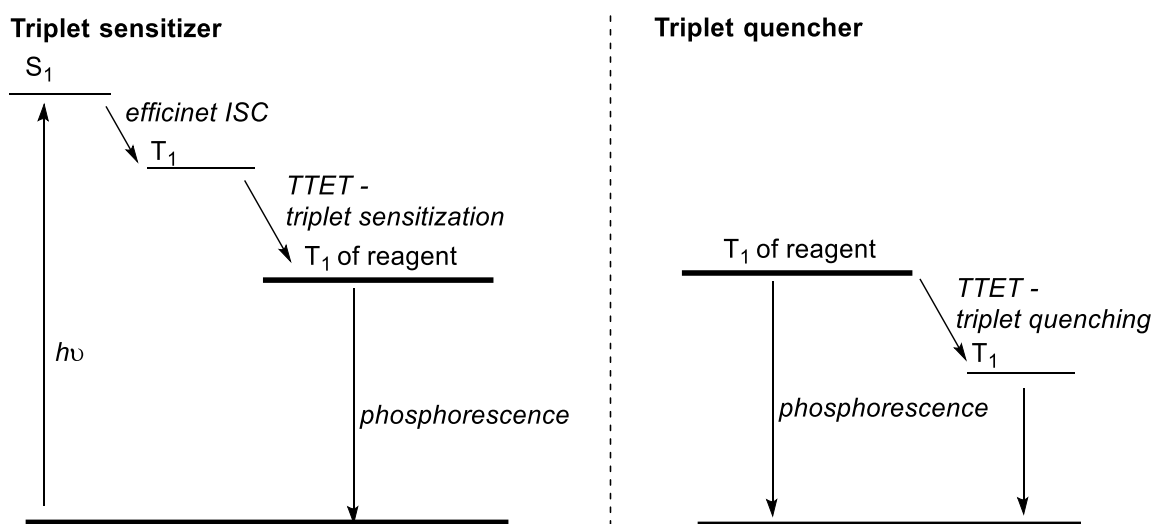 Triplet sensitizer
S₁
efficinet ISC
T₁
TTET -
triplet sensitization
T₁ of reagent
hυ
phosphorescence
Triplet quencher
T₁ of reagent
TTET -
triplet quenching
T₁
phosphorescence